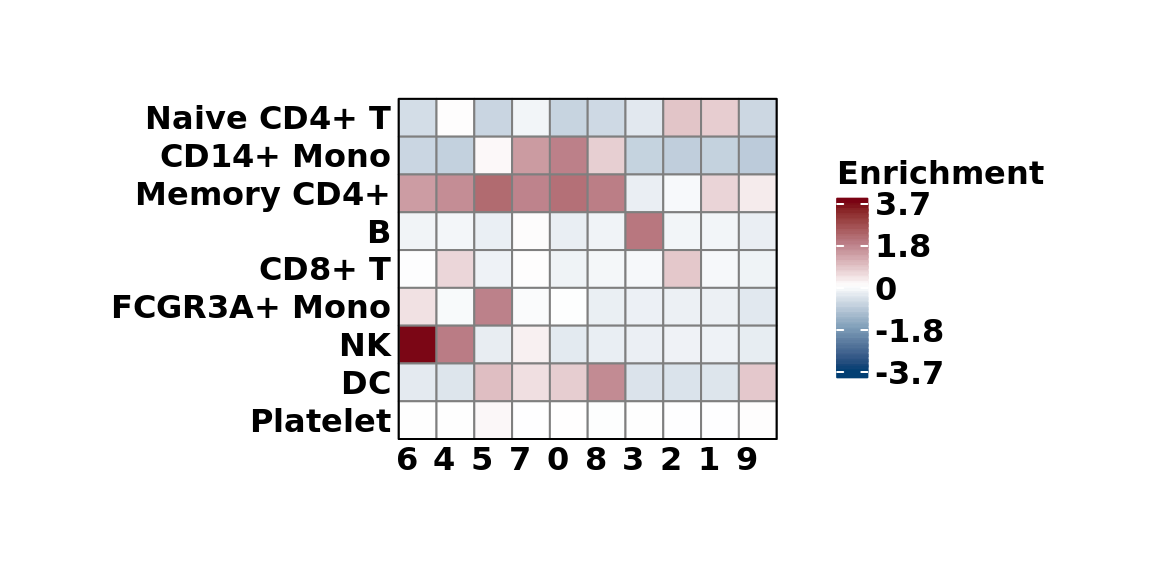 Naive CD4+ T
CD14+ Mono
Memory CD4+
B
CD8+ T
FCGR3A+ Mono
NK
DC
Platelet
6 4 5 7 0 8 3 2 1 9
Enrichment
3.7
1.8
0
-1.8
-3.7